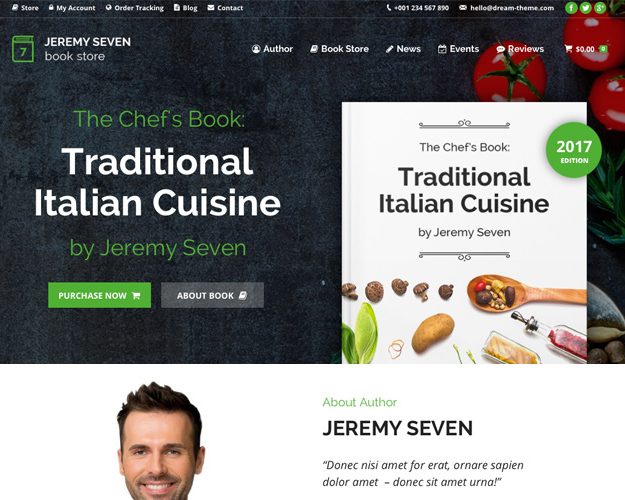 Store My Account Order Tracking Blog Contact +001 234 567 890 hello@dream-theme.com
7 JEREMY SEVEN
book store
Author Book Store News Events Reviews $0.00 0
The Chef's Book:
Traditional
Italian Cuisine
by Jeremy Seven
PURCHASE NOW ABOUT BOOK
The Chef's Book:
Traditional
Italian Cuisine
by Jeremy Seven
2017
EDITION
About Author
JEREMY SEVEN
“Donec nisi amet for erat, ornare sapien
dolor amet – donec sit amet urna!”